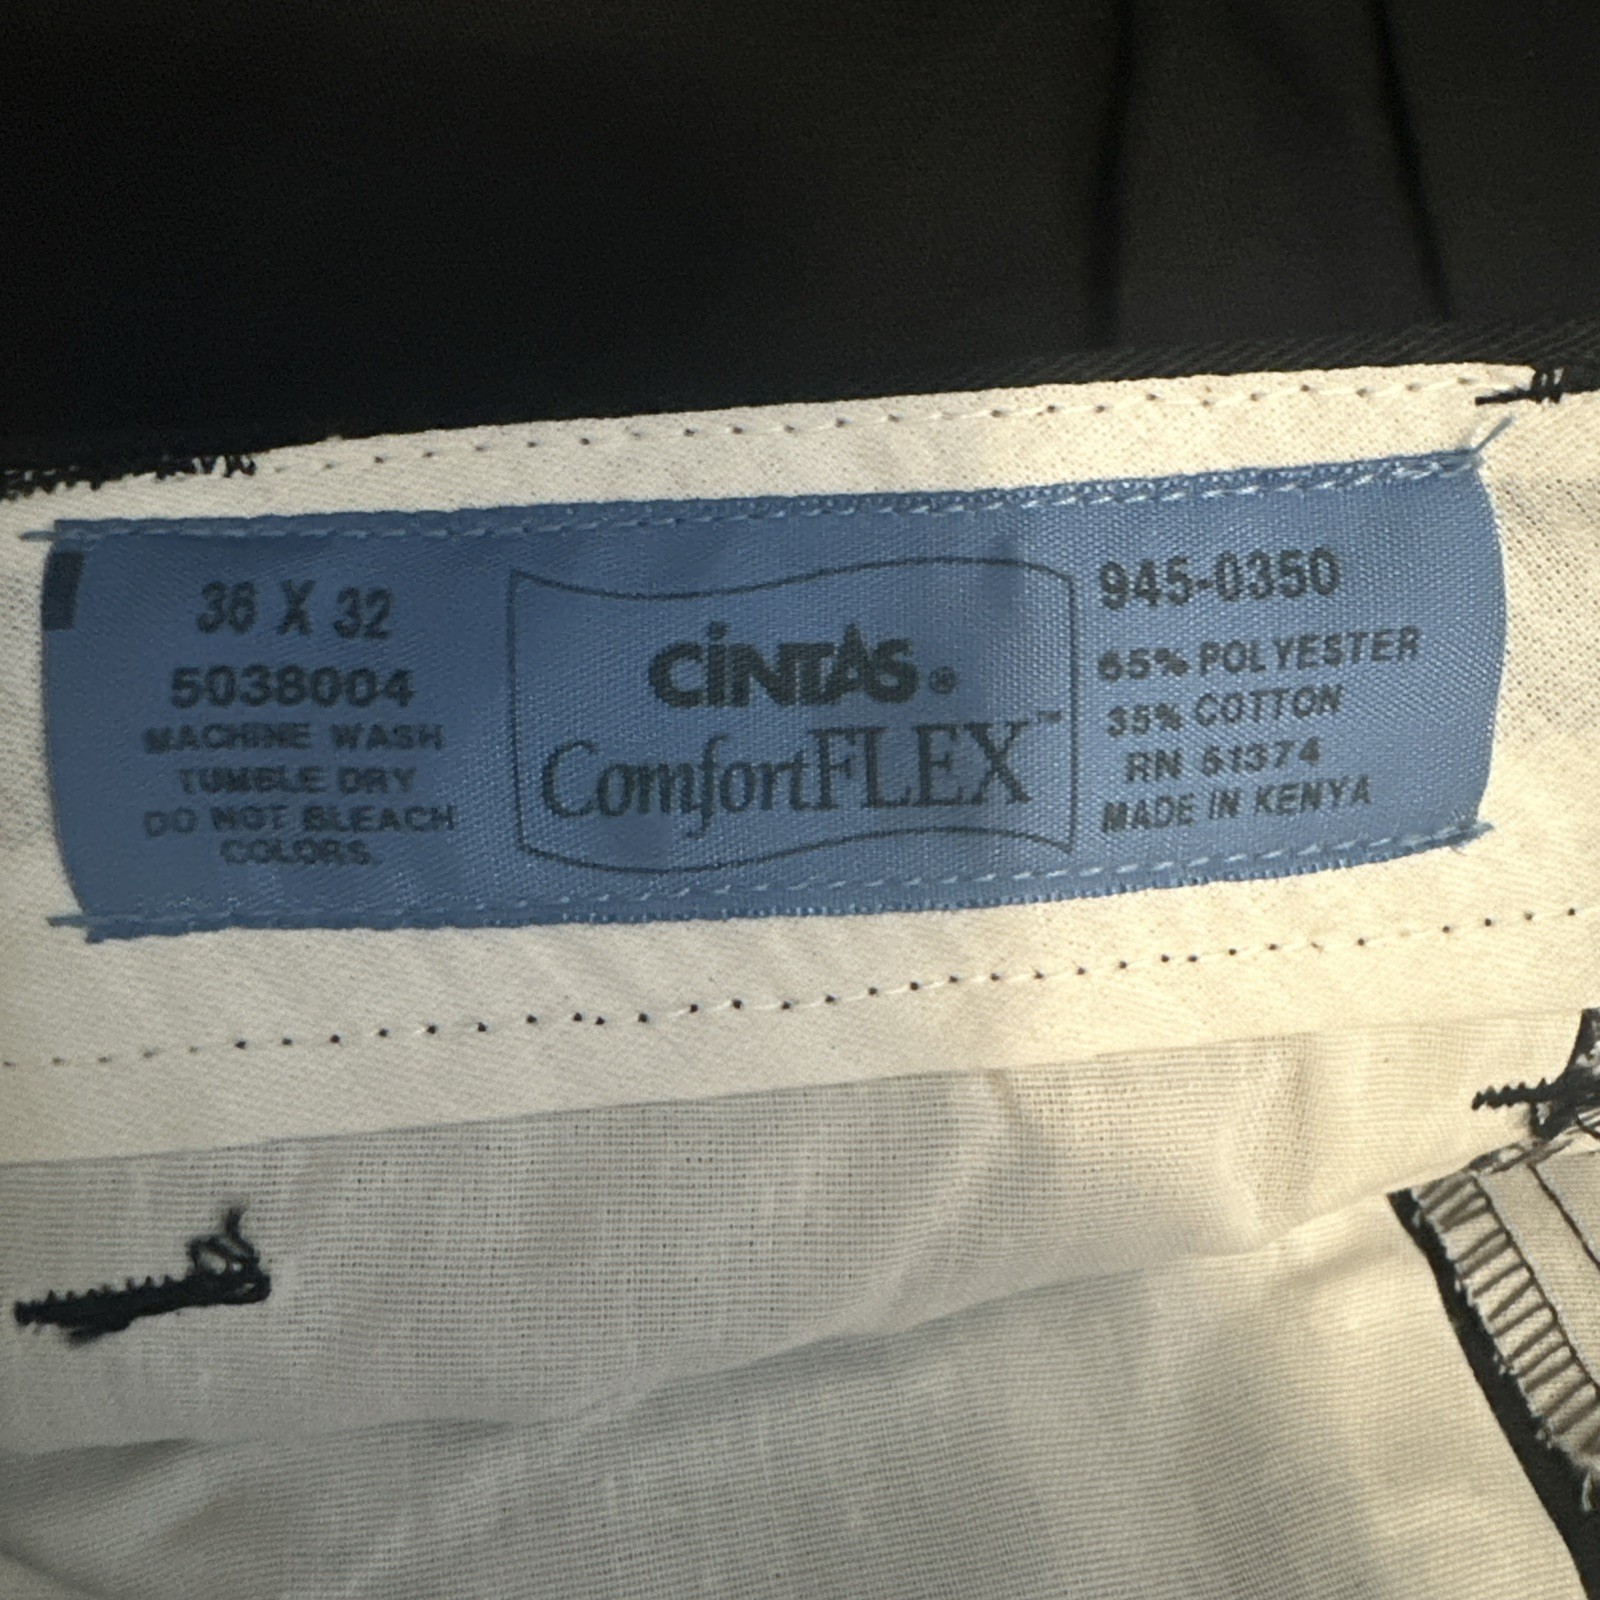 36 X 32
5038004
MACHINE WASH
TUMBLE DRY
DO NOT BLEACH
COLORS.
CiNTAS®
ComfortFLEX™
945-0350
65% POLYESTER
35% COTTON
RN 51374
MADE IN KENYA